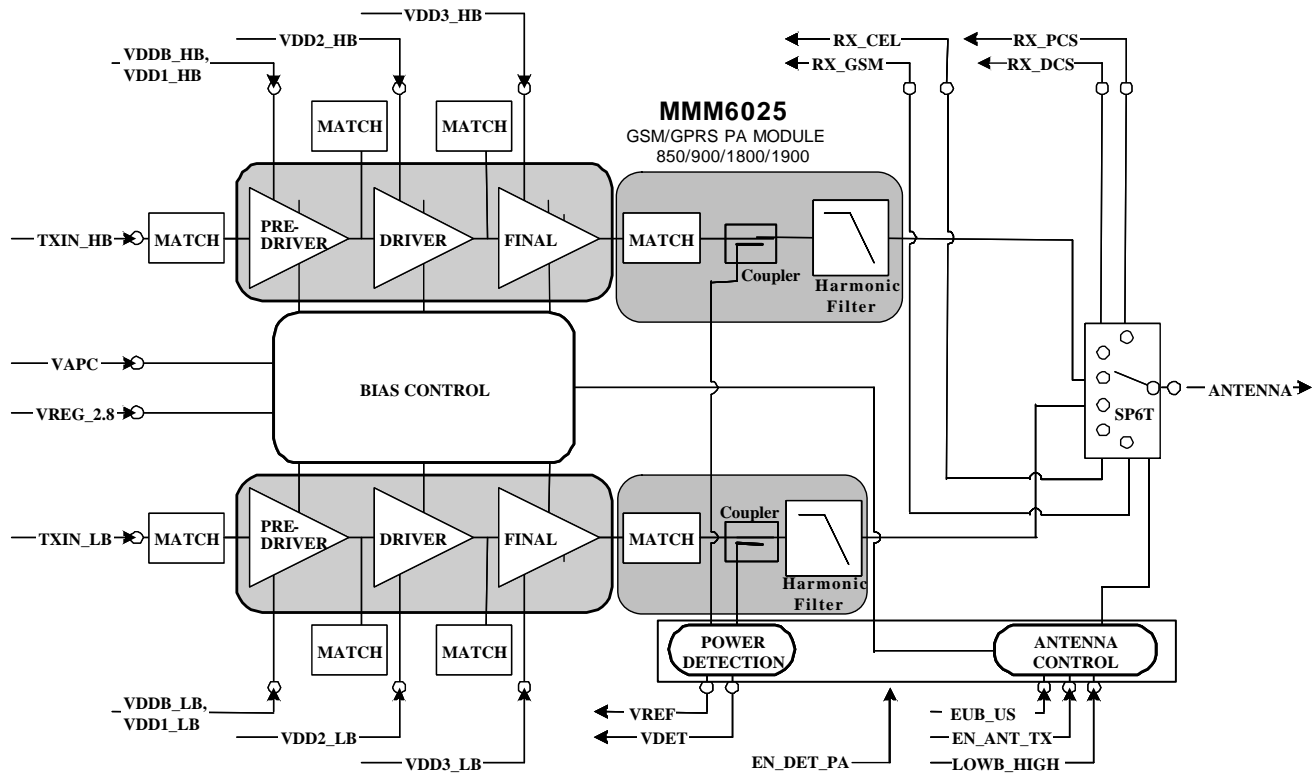 VDD3_HB
VDD2_HB
RX_CEL
RX_PCS
VDDB_HB,
VDD1_HB
RX_GSM
RX_DCS
MATCH
MATCH
MMM6025
GSM/GPRS PA MODULE
850/900/1800/1900
TXIN_HB
MATCH
PRE-
DRIVER
DRIVER
FINAL
MATCH
Coupler
Harmonic
Filter
VAPC
BIAS CONTROL
VREG_2.8
SP6T
ANTENNA
TXIN_LB
MATCH
PRE-
DRIVER
DRIVER
FINAL
MATCH
Coupler
Harmonic
Filter
MATCH
MATCH
POWER
DETECTION
ANTENNA
CONTROL
VDDB_LB,
VDD1_LB
VDD2_LB
VDD3_LB
VREF
VDET
EN_DET_PA
EUB_US
EN_ANT_TX
LOWB_HIGH